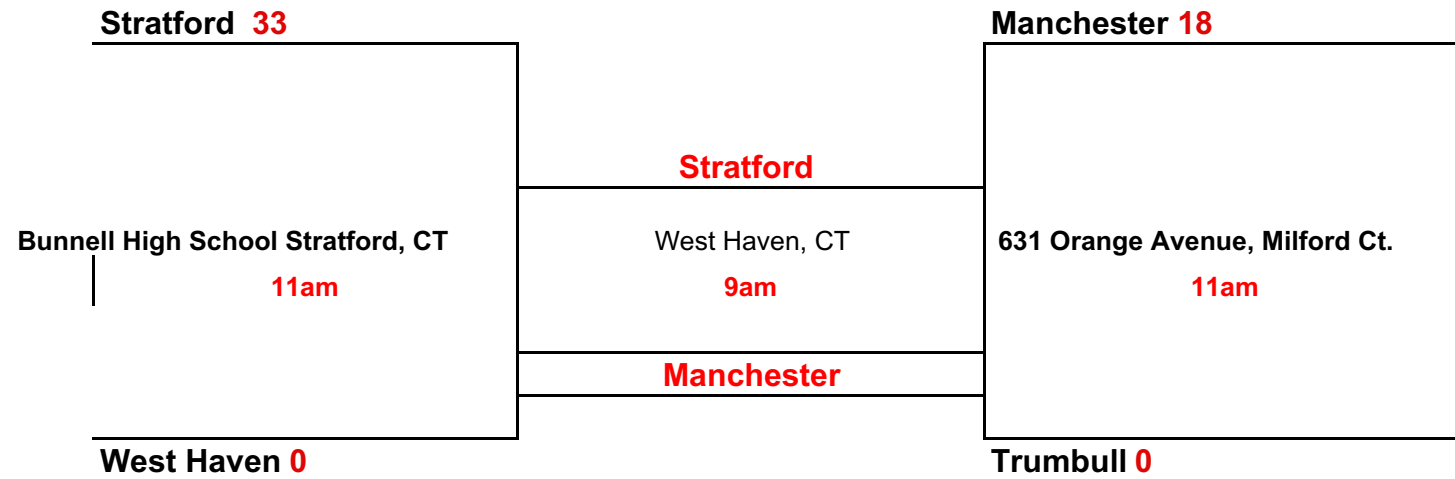 Stratford 33
Manchester 18
Stratford
Bunnell High School Stratford, CT
West Haven, CT
631 Orange Avenue, Milford Ct.
11am
9am
11am
Manchester
West Haven 0
Trumbull 0